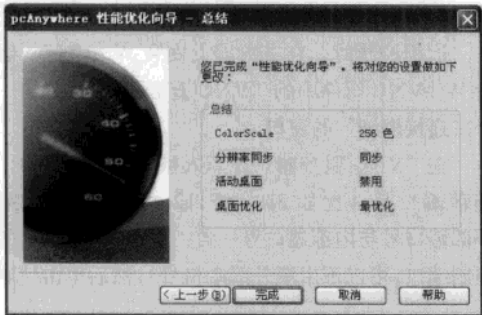 pcAnywhere 性能优化向导 - 总结
您已完成“性能优化向导”。将对您的设置做如下
更改：
总结
ColorScale 256 色
分辨率同步 同步
活动桌面 禁用
桌面优化 最优化
40
50
60
< 上一步(B) 完成 取消 帮助